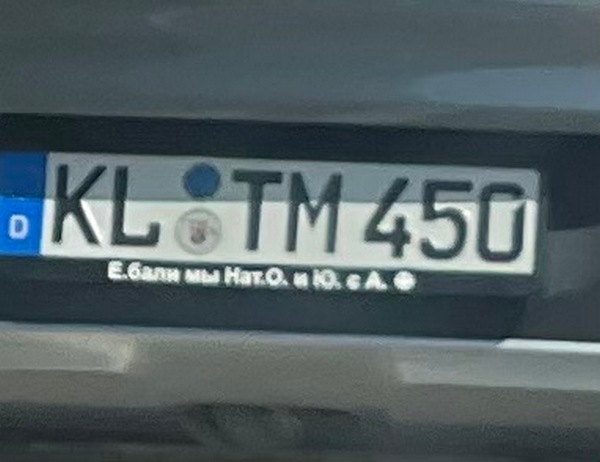 D KL TM 450
Е.бали мы Нат.О. и Ю. с А.